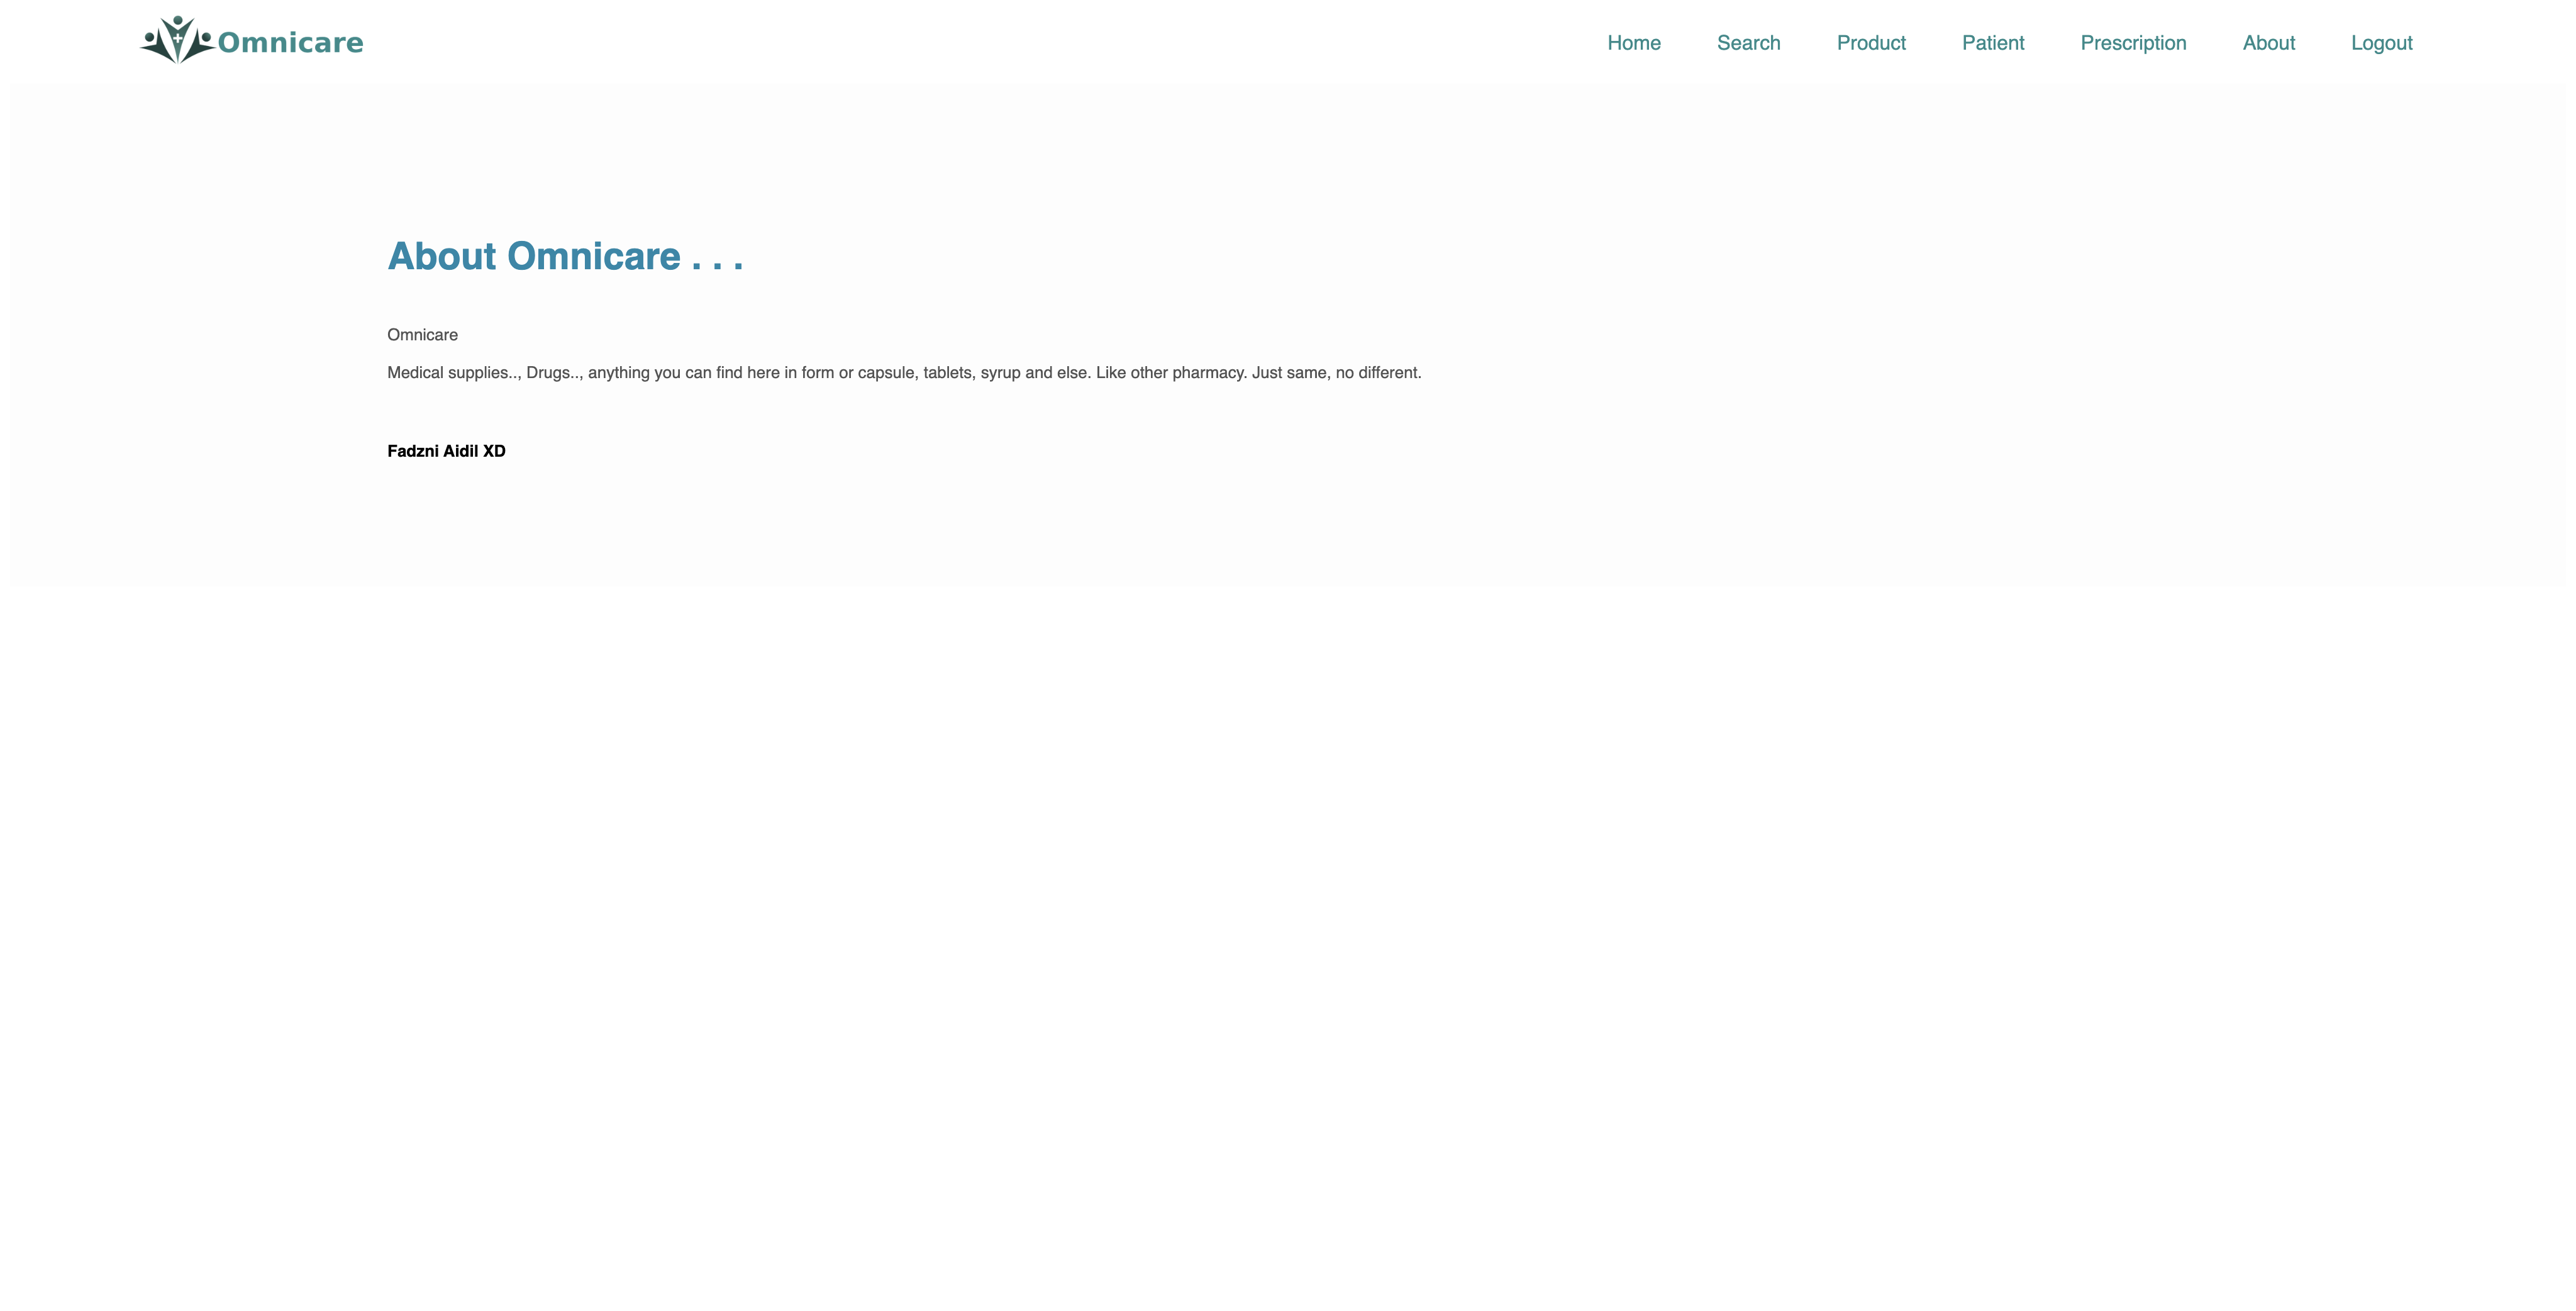 Omnicare
Home Search Product Patient Prescription About Logout
About Omnicare . . .
Omnicare
Medical supplies.., Drugs.., anything you can find here in form or capsule, tablets, syrup and else. Like other pharmacy. Just same, no different.
Fadzni Aidil XD